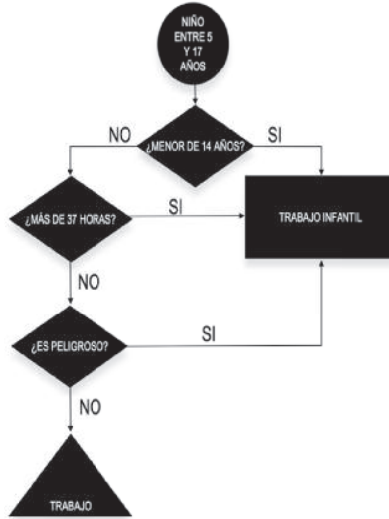 NIÑO
ENTRE 5
Y 17
AÑOS
NO
¿MENOR DE 14 AÑOS?
SI
¿MÁS DE 37 HORAS?
SI
TRABAJO INFANTIL
NO
¿ES PELIGROSO?
SI
NO
TRABAJO